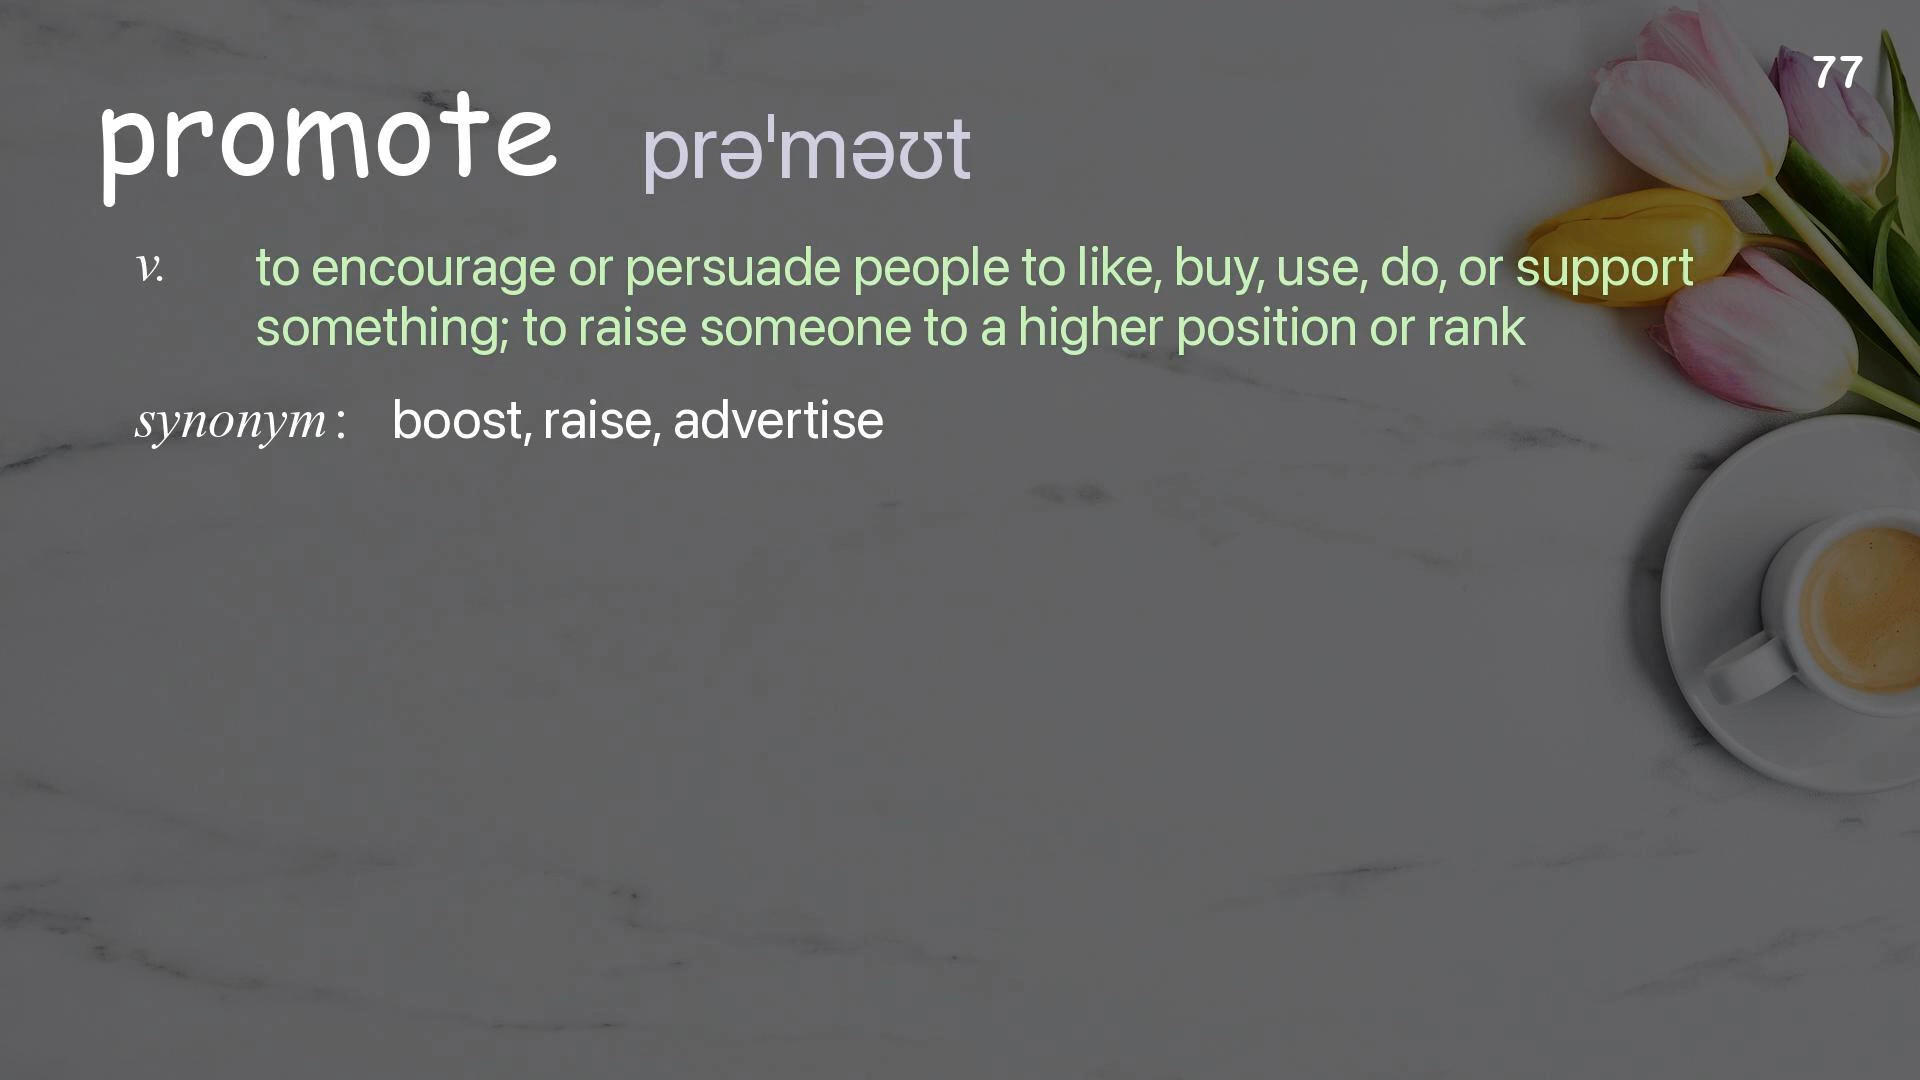 77
promote prəˈməʊt
v. to encourage or persuade people to like, buy, use, do, or support
something; to raise someone to a higher position or rank
synonym: boost, raise, advertise